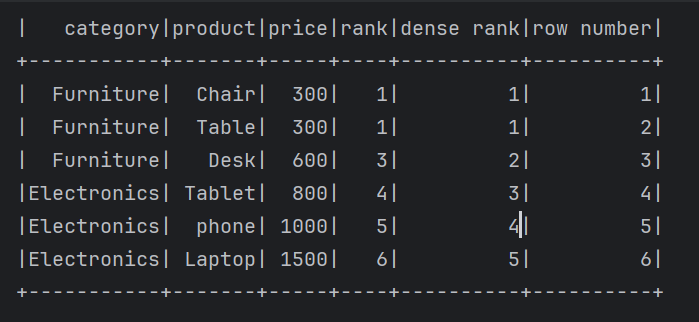 |   category|product|price|rank|dense rank|row number|
+-----------+-------+-----+----+----------+----------+
|  Furniture|  Chair|  300|   1|         1|         1|
|  Furniture|  Table|  300|   1|         1|         2|
|  Furniture|   Desk|  600|   3|         2|         3|
|Electronics| Tablet|  800|   4|         3|         4|
|Electronics|  phone| 1000|   5|         4|         5|
|Electronics| Laptop| 1500|   6|         5|         6|
+-----------+-------+-----+----+----------+----------+